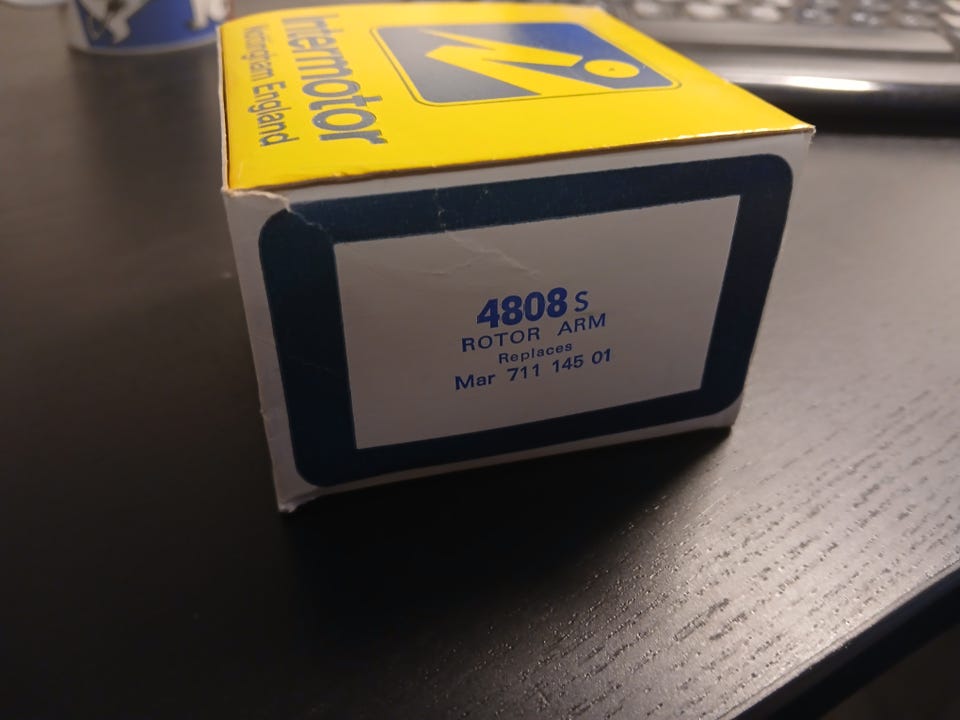 Intermotor
Nottingham England
4808 S
ROTOR ARM
Replaces
Mar 711 145 01